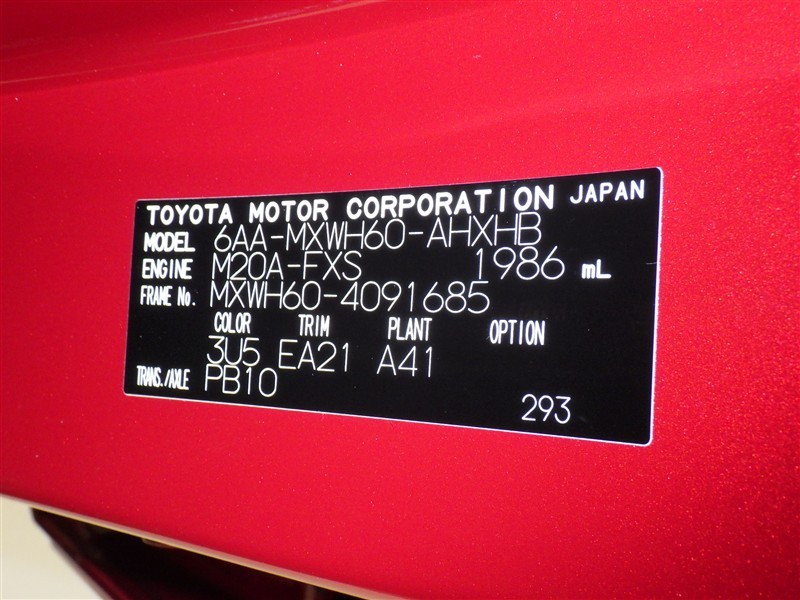 TOYOTA MOTOR CORPORATION JAPAN
MODEL 6AA-MXWH60-AHXHB
ENGINE M20A-FXS 1986 mL
FRAME No. MXWH60-4091685
COLOR TRIM PLANT OPTION
3U5 EA21 A41
TRANS./AXLE PB10
293